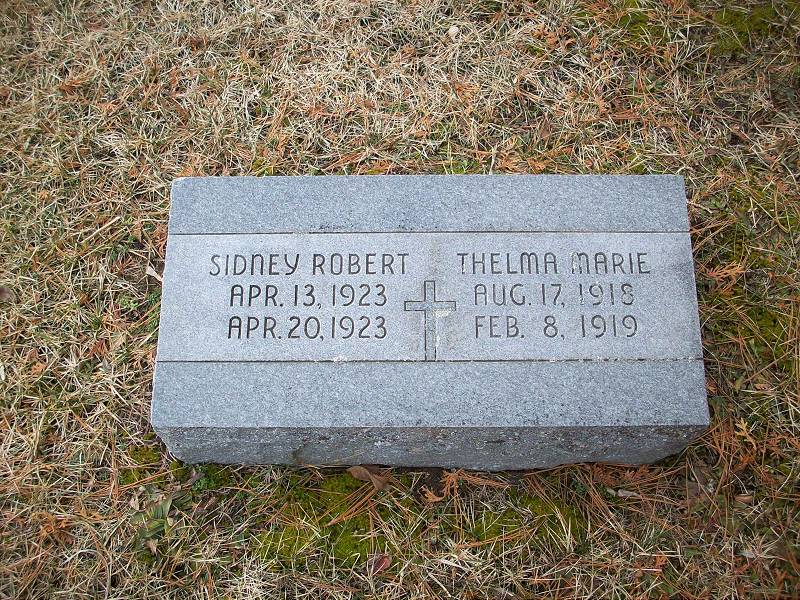 SIDNEY ROBERT
APR. 13, 1923
APR. 20, 1923
THELMA MARIE
AUG. 17, 1918
FEB. 8, 1919